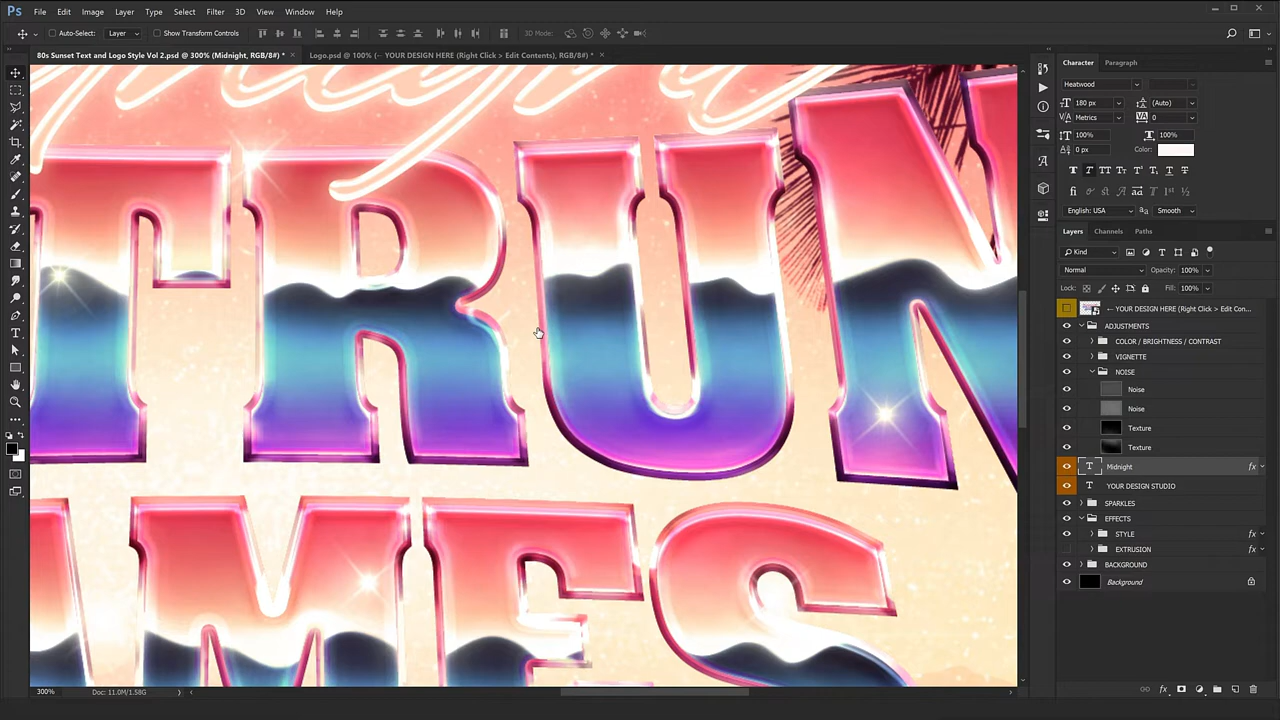 Ps File Edit Image Layer Type Select Filter 3D View Window Help
Auto-Select: Layer Show Transform Controls 3D Mode:
80s Sunset Text and Logo Style Vol 2.psd @ 300% (Midnight, RGB/8#) * × Logo.psd @ 100% (← YOUR DESIGN HERE (Right Click > Edit Contents), RGB/8#) * ×
Character Paragraph
Heatwood
180 px (Auto)
Metrics 0
100% 100%
0 px Color:
English: USA Smooth
Layers Channels Paths
Kind
Normal Opacity: 100%
Lock: Fill: 100%
← YOUR DESIGN HERE (Right Click > Edit Con...
ADJUSTMENTS
COLOR / BRIGHTNESS / CONTRAST
VIGNETTE
NOISE
Noise
Noise
Texture
Texture
Midnight fx
YOUR DESIGN STUDIO
SPARKLES
EFFECTS
STYLE fx
EXTRUSION fx
BACKGROUND
Background
TRUN
AMES
300% Doc: 11.0M/1.58G